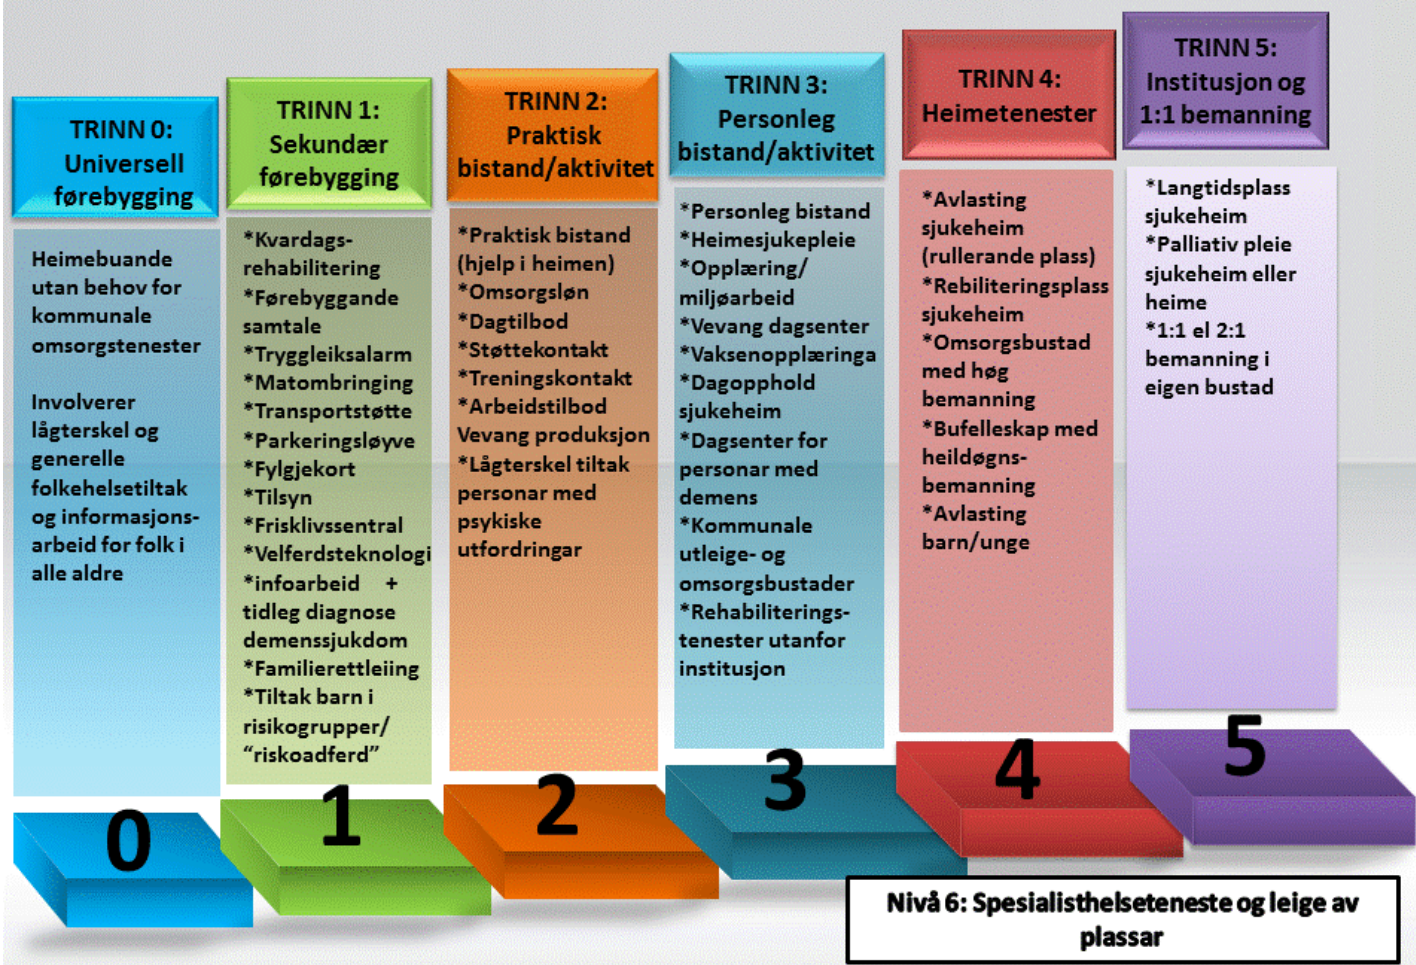 TRINN 0:
Universell
førebygging
Heimebuande
utan behov for
kommunale
omsorgstenester
Involverer
lågterskel og
generelle
folkehelsetiltak
og informasjons-
arbeid for folk i
alle aldre
0
TRINN 1:
Sekundær
førebygging
*Kvardags-
rehabilitering
*Førebyggande
samtale
*Tryggleiksalarm
*Matombringing
*Transportstøtte
*Parkeringsløyve
*Fylgjekort
*Tilsyn
*Frisklivssentral
*Velferdsteknologi
*infoarbeid +
tidleg diagnose
demenssjukdom
*Familierettleiing
*Tiltak barn i
risikogrupper/
“riskoadferd”
1
TRINN 2:
Praktisk
bistand/aktivitet
*Praktisk bistand
(hjelp i heimen)
*Omsorgsløn
*Dagtilbod
*Støttekontakt
*Treningskontakt
*Arbeidstilbod
Vevang produksjon
*Lågterskel tiltak
personar med
psykiske
utfordringar
2
TRINN 3:
Personleg
bistand/aktivitet
*Personleg bistand
*Heimesjukepleie
*Opplæring/
miljøarbeid
*Vevang dagsenter
*Vaksenopplæringa
*Dagopphold
sjukeheim
*Dagsenter for
personar med
demens
*Kommunale
utleige- og
omsorgsbustader
*Rehabiliterings-
tenester utanfor
institusjon
3
TRINN 4:
Heimetenester
*Avlasting
sjukeheim
(rullerande plass)
*Rebiliteringsplass
sjukeheim
*Omsorgsbustad
med høg
bemanning
*Bufelleskap med
heildøgns-
bemanning
*Avlasting
barn/unge
4
TRINN 5:
Institusjon og
1:1 bemanning
*Langtidsplass
sjukeheim
*Palliativ pleie
sjukeheim eller
heime
*1:1 el 2:1
bemanning i
eigen bustad
5
Nivå 6: Spesialisthelseteneste og leige av
plassar